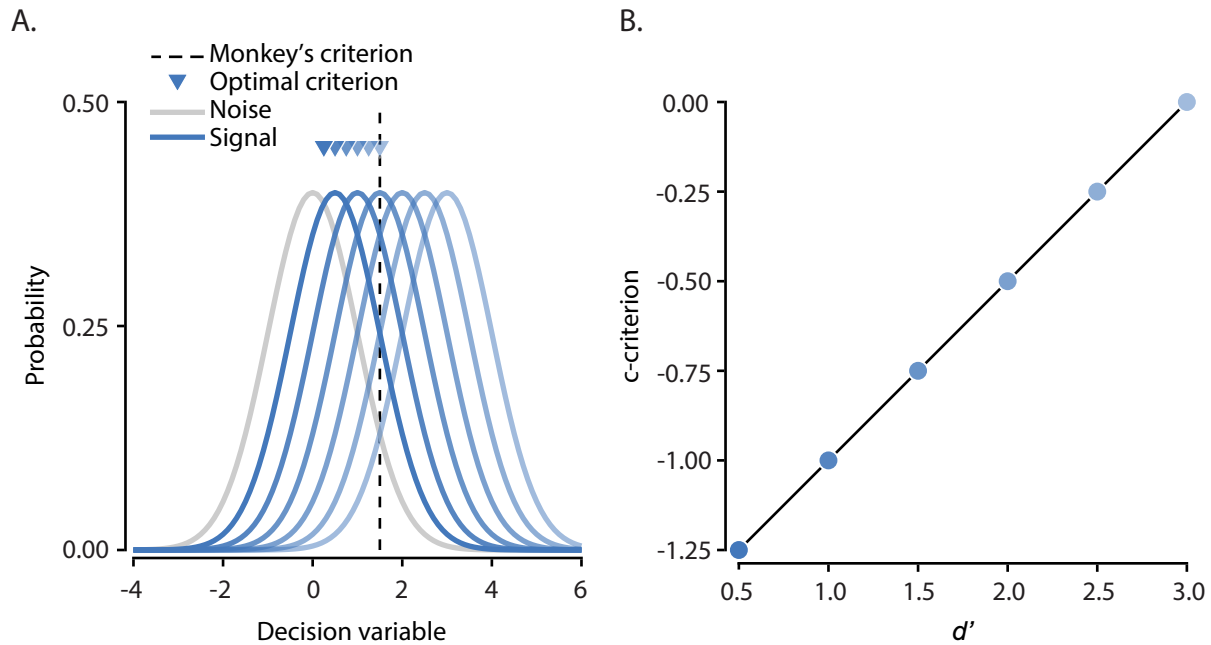 A.
Monkey's criterion
Optimal criterion
Noise
Signal
0.50
0.25
0.00
Probability
-4
-2
0
2
4
6
Decision variable
B.
0.00
-0.25
-0.50
-0.75
-1.00
-1.25
c-criterion
0.5
1.0
1.5
2.0
2.5
3.0
d’